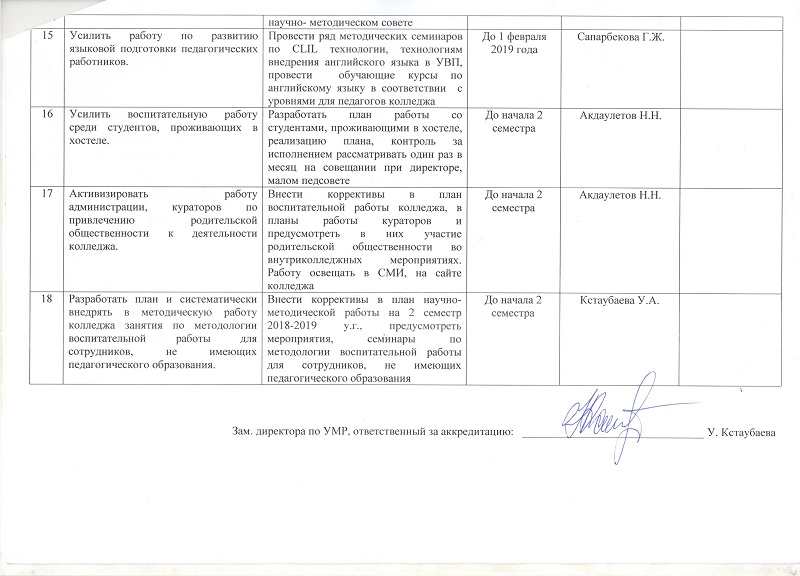 научно- методическом совете
15
Усилить работу по развитию
языковой подготовки педагогических
работников.
Провести ряд методических семинаров
по CLIL технологии, технологиям
внедрения английского языка в УВП,
провести обучающие курсы по
английскому языку в соответствии с
уровнями для педагогов колледжа
До 1 февраля
2019 года
Сапарбекова Г.Ж.
16
Усилить воспитательную работу
среди студентов, проживающих в
хостеле.
Разработать план работы со
студентами, проживающими в хостеле,
реализацию плана, контроль за
исполнением рассматривать один раз в
месяц на совещании при директоре,
малом педсовете
До начала 2
семестра
Акдаулетов Н.Н.
17
Активизировать работу
администрации, кураторов по
привлечению родительской
общественности к деятельности
колледжа.
Внести коррективы в план
воспитательной работы колледжа, в
планы работы кураторов и
предусмотреть в них участие
родительской общественности во
внутриколледжных мероприятиях.
Работу освещать в СМИ, на сайте
колледжа
До начала 2
семестра
Акдаулетов Н.Н.
18
Разработать план и систематически
внедрять в методическую работу
колледжа занятия по методологии
воспитательной работы для
сотрудников, не имеющих
педагогического образования.
Внести коррективы в план научно-
методической работы на 2 семестр
2018-2019 у.г., предусмотреть
мероприятия, семинары по
методологии воспитательной работы
для сотрудников, не имеющих
педагогического образования
До начала 2
семестра
Кстаубаева У.А.
Зам. директора по УМР, ответственный за аккредитацию: У. Кстаубаева